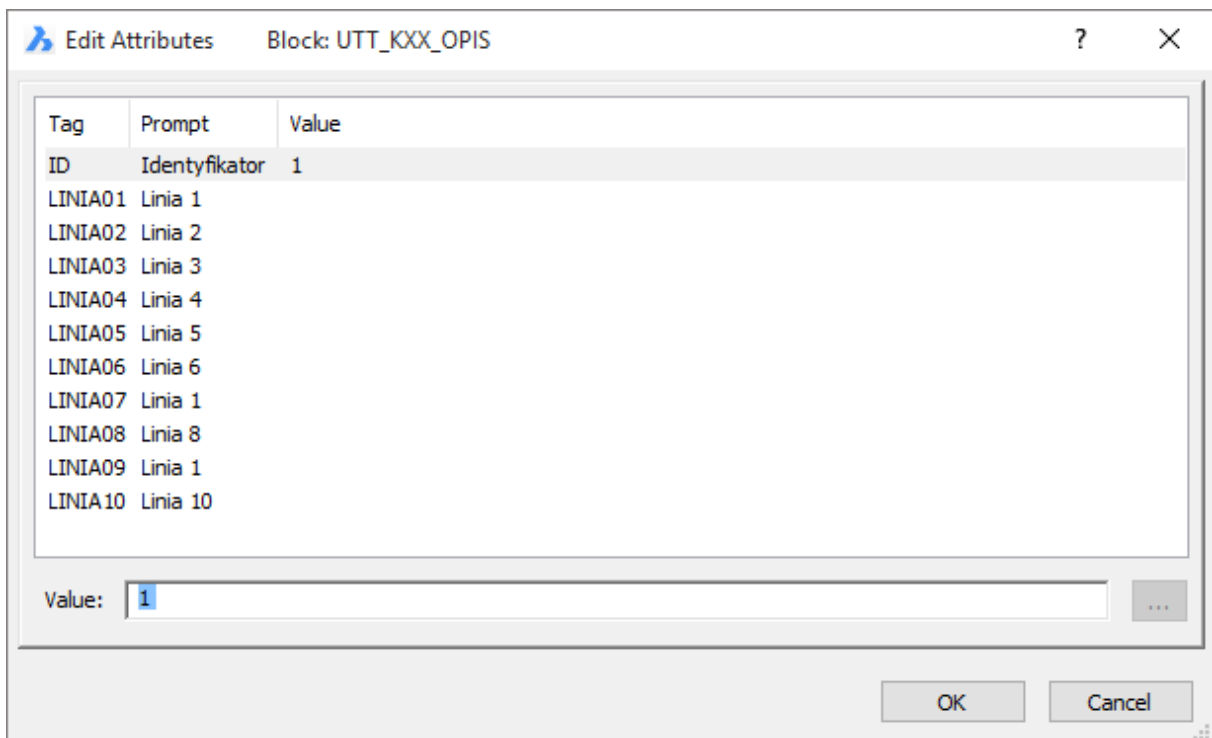 Edit Attributes Block: UTT_KXX_OPIS ?
Tag Prompt Value
ID Identyfikator 1
LINIA01 Linia 1
LINIA02 Linia 2
LINIA03 Linia 3
LINIA04 Linia 4
LINIA05 Linia 5
LINIA06 Linia 6
LINIA07 Linia 1
LINIA08 Linia 8
LINIA09 Linia 1
LINIA10 Linia 10
Value: 1 ...
OK Cancel